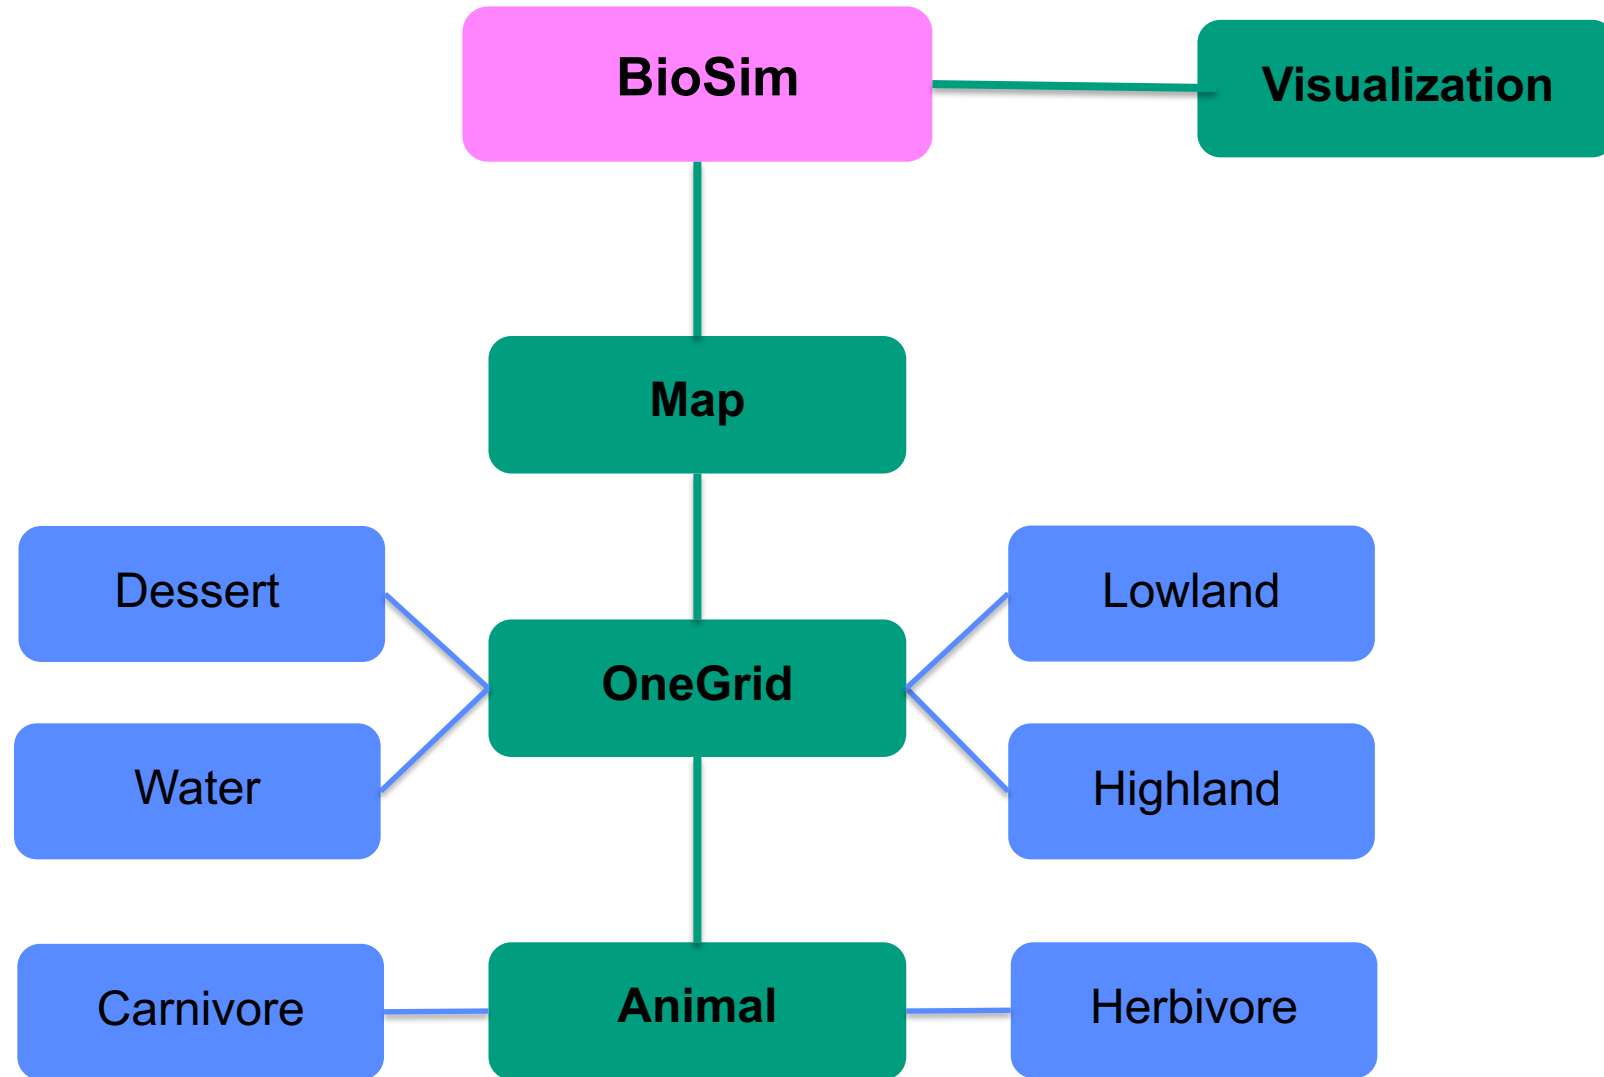 BioSim
Visualization
Map
Dessert
Lowland
OneGrid
Water
Highland
Carnivore
Animal
Herbivore